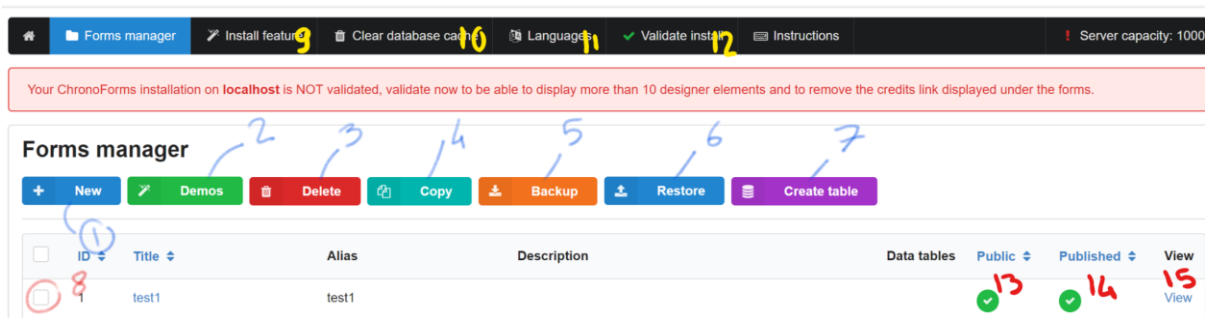 Forms manager Install feature 9 Clear database cache 10 Languages 11 Validate install 12 Instructions ! Server capacity: 1000
Your ChronoForms installation on localhost is NOT validated, validate now to be able to display more than 10 designer elements and to remove the credits link displayed under the forms.
2 3 4 5 6 7
Forms manager
+ New Demos Delete Copy Backup Restore Create table
1
ID Title Alias Description Data tables Public Published View
8 13 14 15
1 test1 test1 View